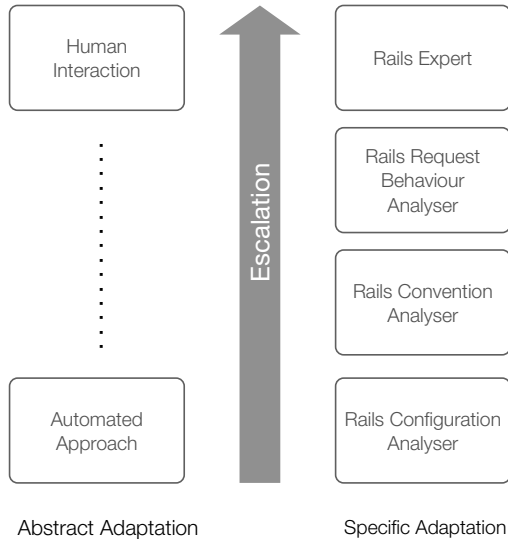 Human
Interaction
Automated
Approach
Abstract Adaptation
Escalation
Rails Expert
Rails Request
Behaviour
Analyser
Rails Convention
Analyser
Rails Configuration
Analyser
Specific Adaptation